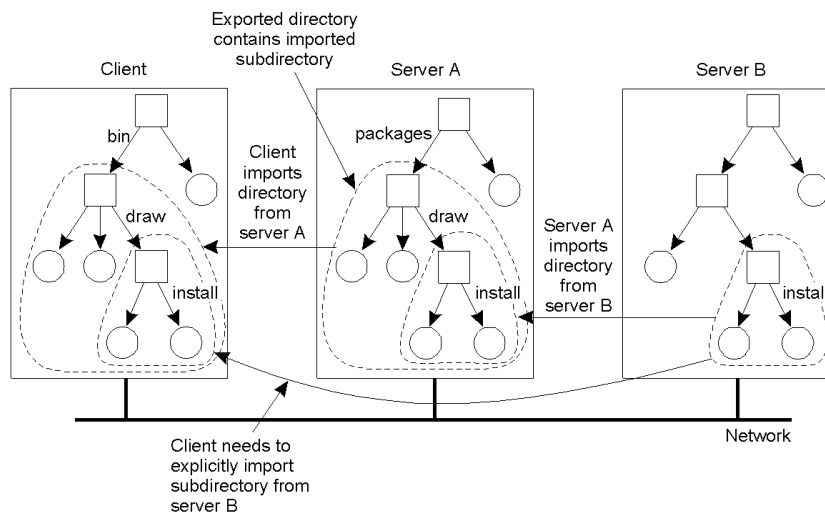 Exported directory
contains imported
subdirectory
Client
Server A
Server B
bin
packages
Client
imports
directory
from
server A
draw
draw
Server A
imports
directory
from
server B
install
install
install
Network
Client needs to
explicitly import
subdirectory from
server B